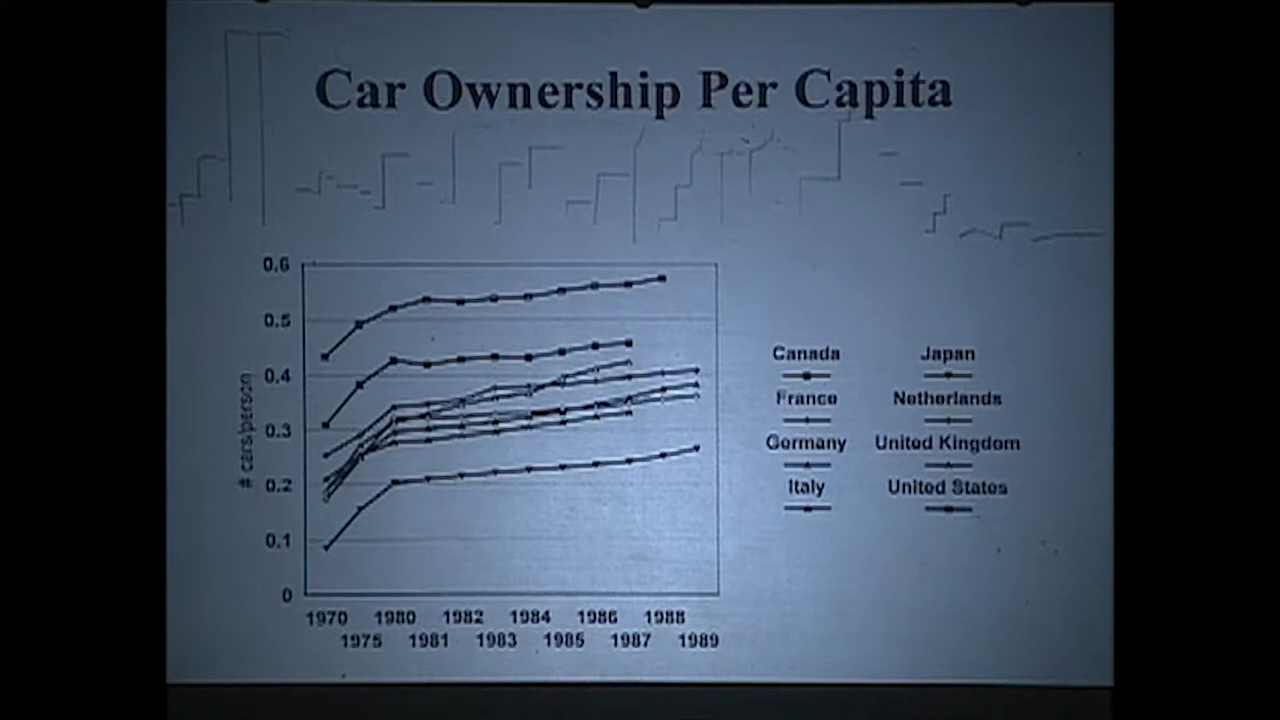 Car Ownership Per Capita
0.6
0.5
0.4
0.3
0.2
0.1
0
# cars/person
1970 1980 1982 1984 1986 1988
1975 1981 1983 1985 1987 1989
Canada Japan
France Netherlands
Germany United Kingdom
Italy United States